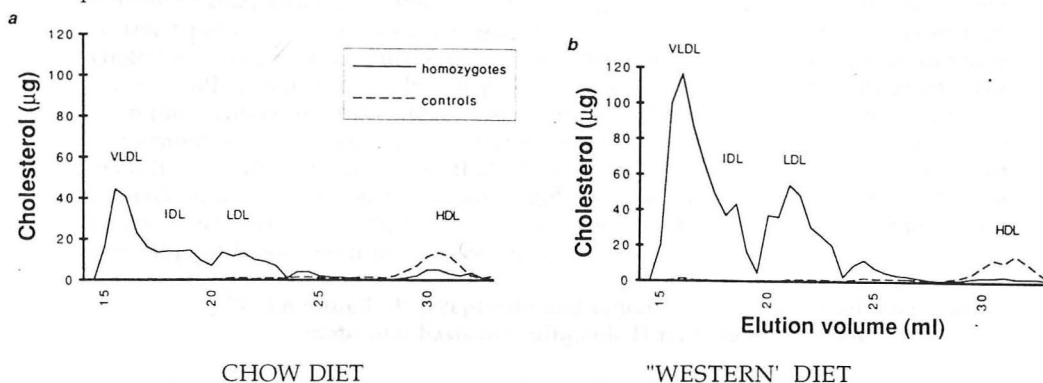 a
120
100
80
60
40
20
0
Cholesterol (µg)
homozygotes
controls
VLDL
IDL
LDL
HDL
15 20 25 30
CHOW DIET
b
120
100
80
60
40
20
0
Cholesterol (µg)
VLDL
IDL
LDL
HDL
15 20 25 30
Elution volume (ml)
"WESTERN' DIET